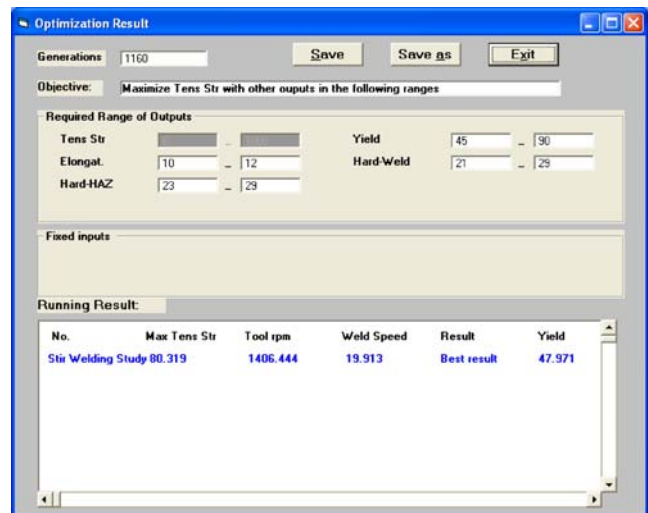 Optimization Result
Generations 1160 Save Save as Exit
Objective: Maximize Tens Str with other ouputs in the following ranges
Required Range of Outputs
Tens Str - Yield 45 - 90
Elongat. 10 - 12 Hard-Weld 21 - 29
Hard-HAZ 23 - 29
Fixed inputs
Running Result:
No. Max Tens Str Tool rpm Weld Speed Result Yield
Stir Welding Study 80.319 1406.444 19.913 Best result 47.971